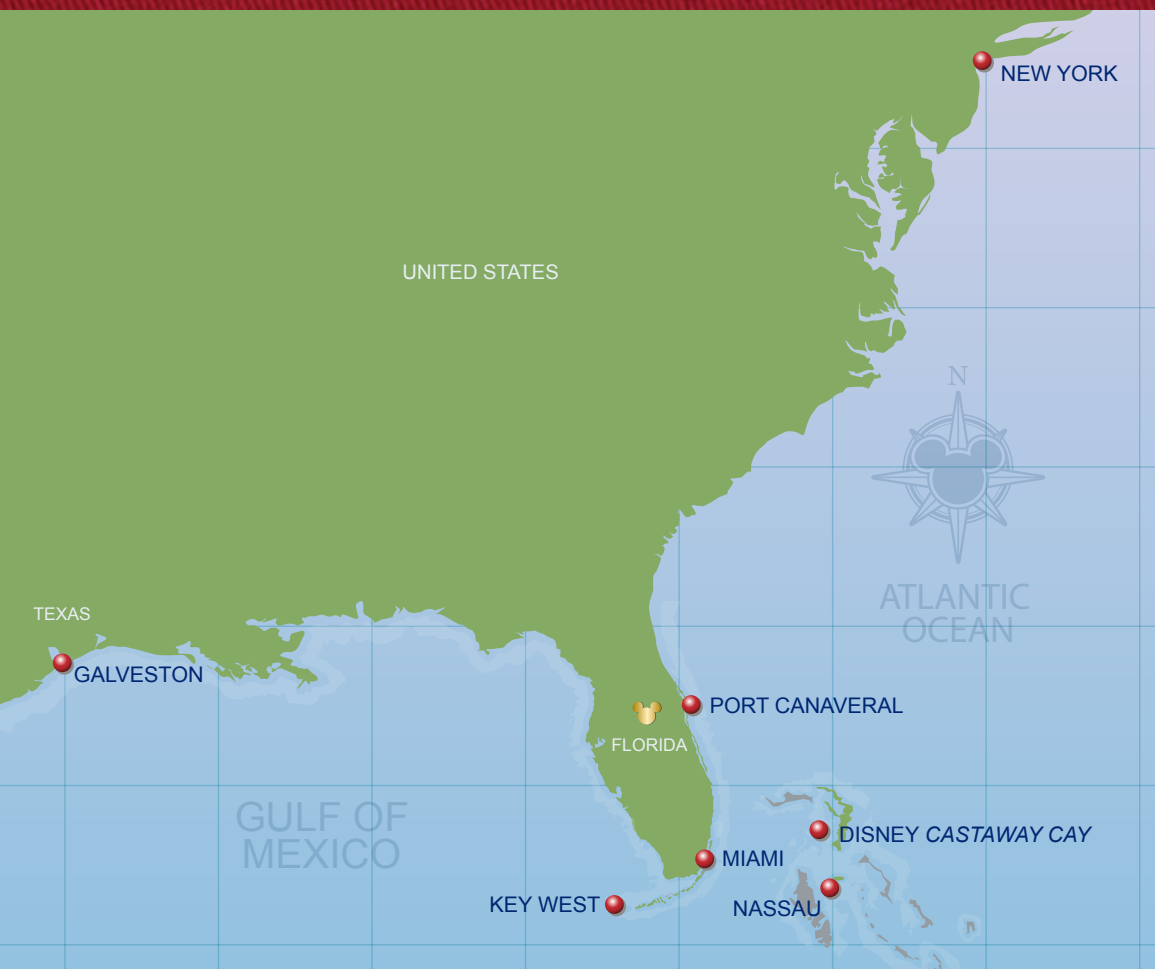 NEW YORK
UNITED STATES
N
ATLANTIC
OCEAN
TEXAS
GALVESTON
PORT CANAVERAL
FLORIDA
GULF OF
MEXICO
DISNEY CASTAWAY CAY
MIAMI
KEY WEST
NASSAU